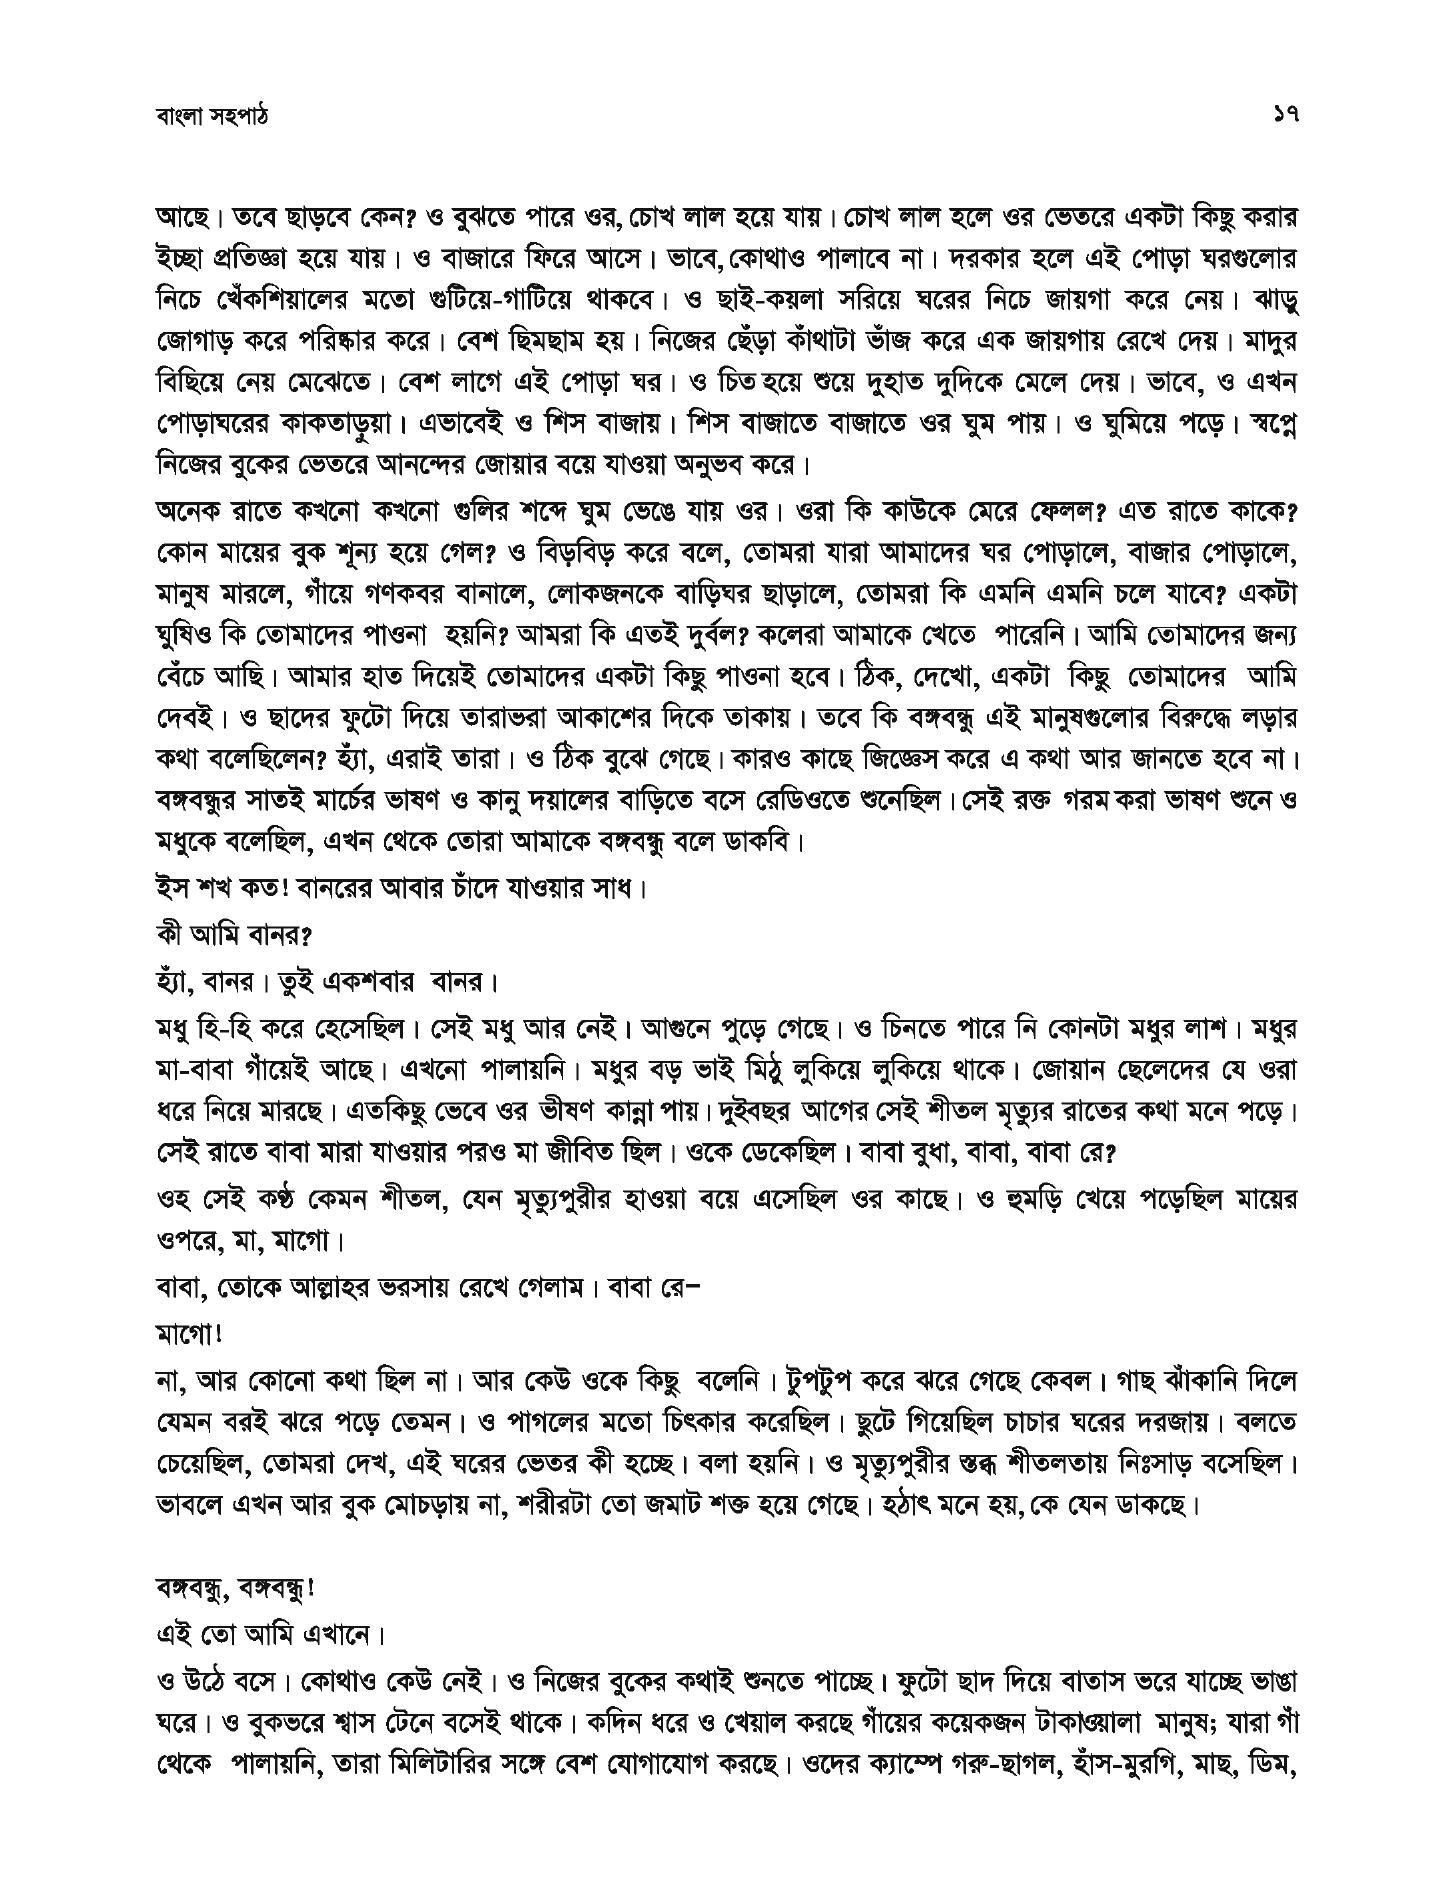 বাংলা সহপাঠ
১৭
আছে। তবে ছাড়বে কেন? ও বুঝতে পারে ওর, চোখ লাল হয়ে যায়। চোখ লাল হলে ওর ভেতরে একটা কিছু করার
ইচ্ছা প্রতিজ্ঞা হয়ে যায়। ও বাজারে ফিরে আসে। ভাবে, কোথাও পালাবে না। দরকার হলে এই পোড়া ঘরগুলোর
নিচে খেঁকশিয়ালের মতো গুটিয়ে-গাটিয়ে থাকবে। ও ছাই-কয়লা সরিয়ে ঘরের নিচে জায়গা করে নেয়। ঝাড়ু
জোগাড় করে পরিষ্কার করে। বেশ ছিমছাম হয়। নিজের ছেঁড়া কাঁথাটা ভাঁজ করে এক জায়গায় রেখে দেয়। মাদুর
বিছিয়ে নেয় মেঝেতে। বেশ লাগে এই পোড়া ঘর। ও চিত হয়ে শুয়ে দুহাত দুদিকে মেলে দেয়। ভাবে, ও এখন
পোড়াঘরের কাকতাড়ুয়া। এভাবেই ও শিস বাজায়। শিস বাজাতে বাজাতে ওর ঘুম পায়। ও ঘুমিয়ে পড়ে। স্বপ্নে
নিজের বুকের ভেতরে আনন্দের জোয়ার বয়ে যাওয়া অনুভব করে।
অনেক রাতে কখনো কখনো গুলির শব্দে ঘুম ভেঙে যায় ওর। ওরা কি কাউকে মেরে ফেলল? এত রাতে কাকে?
কোন মায়ের বুক শূন্য হয়ে গেল? ও বিড়বিড় করে বলে, তোমরা যারা আমাদের ঘর পোড়ালে, বাজার পোড়ালে,
মানুষ মারলে, গাঁয়ে গণকবর বানালে, লোকজনকে বাড়িঘর ছাড়ালে, তোমরা কি এমনি এমনি চলে যাবে? একটা
ঘুষিও কি তোমাদের পাওনা হয়নি? আমরা কি এতই দুর্বল? কলেরা আমাকে খেতে পারেনি। আমি তোমাদের জন্য
বেঁচে আছি। আমার হাত দিয়েই তোমাদের একটা কিছু পাওনা হবে। ঠিক, দেখো, একটা কিছু তোমাদের আমি
দেবই। ও ছাদের ফুটো দিয়ে তারাভরা আকাশের দিকে তাকায়। তবে কি বঙ্গবন্ধু এই মানুষগুলোর বিরুদ্ধে লড়ার
কথা বলেছিলেন? হ্যাঁ, এরাই তারা। ও ঠিক বুঝে গেছে। কারও কাছে জিজ্ঞেস করে এ কথা আর জানতে হবে না।
বঙ্গবন্ধুর সাতই মার্চের ভাষণ ও কানু দয়ালের বাড়িতে বসে রেডিওতে শুনেছিল। সেই রক্ত গরম করা ভাষণ শুনে ও
মধুকে বলেছিল, এখন থেকে তোরা আমাকে বঙ্গবন্ধু বলে ডাকবি।
ইস শখ কত! বানরের আবার চাঁদে যাওয়ার সাধ।
কী আমি বানর?
হ্যাঁ, বানর। তুই একশবার বানর।
মধু হি-হি করে হেসেছিল। সেই মধু আর নেই। আগুনে পুড়ে গেছে। ও চিনতে পারে নি কোনটা মধুর লাশ। মধুর
মা-বাবা গাঁয়েই আছে। এখনো পালায়নি। মধুর বড় ভাই মিঠু লুকিয়ে লুকিয়ে থাকে। জোয়ান ছেলেদের যে ওরা
ধরে নিয়ে মারছে। এতকিছু ভেবে ওর ভীষণ কান্না পায়। দুইবছর আগের সেই শীতল মৃত্যুর রাতের কথা মনে পড়ে।
সেই রাতে বাবা মারা যাওয়ার পরও মা জীবিত ছিল। ওকে ডেকেছিল। বাবা বুধা, বাবা, বাবা রে?
ওহ সেই কণ্ঠ কেমন শীতল, যেন মৃত্যুপুরীর হাওয়া বয়ে এসেছিল ওর কাছে। ও হুমড়ি খেয়ে পড়েছিল মায়ের
ওপরে, মা, মাগো।
বাবা, তোকে আল্লাহর ভরসায় রেখে গেলাম। বাবা রে–
মাগো!
না, আর কোনো কথা ছিল না। আর কেউ ওকে কিছু বলেনি। টুপটুপ করে ঝরে গেছে কেবল। গাছ ঝাঁকানি দিলে
যেমন বরই ঝরে পড়ে তেমন। ও পাগলের মতো চিৎকার করেছিল। ছুটে গিয়েছিল চাচার ঘরের দরজায়। বলতে
চেয়েছিল, তোমরা দেখ, এই ঘরের ভেতর কী হচ্ছে। বলা হয়নি। ও মৃত্যুপুরীর স্তব্ধ শীতলতায় নিঃসাড় বসেছিল।
ভাবলে এখন আর বুক মোচড়ায় না, শরীরটা তো জমাট শক্ত হয়ে গেছে। হঠাৎ মনে হয়, কে যেন ডাকছে।
বঙ্গবন্ধু, বঙ্গবন্ধু!
এই তো আমি এখানে।
ও উঠে বসে। কোথাও কেউ নেই। ও নিজের বুকের কথাই শুনতে পাচ্ছে। ফুটো ছাদ দিয়ে বাতাস ভরে যাচ্ছে ভাঙা
ঘরে। ও বুকভরে শ্বাস টেনে বসেই থাকে। কদিন ধরে ও খেয়াল করছে গাঁয়ের কয়েকজন টাকাওয়ালা মানুষ; যারা গাঁ
থেকে পালায়নি, তারা মিলিটারির সঙ্গে বেশ যোগাযোগ করছে। ওদের ক্যাম্পে গরু-ছাগল, হাঁস-মুরগি, মাছ, ডিম,